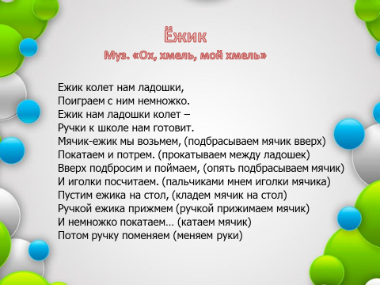 Ёжик
Муз. «Ох, хмель, мой хмель»
Ежик колет нам ладошки,
Поиграем с ним немножко.
Ежик нам ладошки колет –
Ручки к школе нам готовит.
Мячик-ежик мы возьмем, (подбрасываем мячик вверх)
Покатаем и потрем. (прокатываем между ладошек)
Вверх подбросим и поймаем, (опять подбрасываем мячик)
И иголки посчитаем. (пальчиками мнем иголки мячика)
Пустим ежика на стол, (кладем мячик на стол)
Ручкой ежика прижмем (ручкой прижимаем мячик)
И немножко покатаем… (катаем мячик)
Потом ручку поменяем (меняем руки)